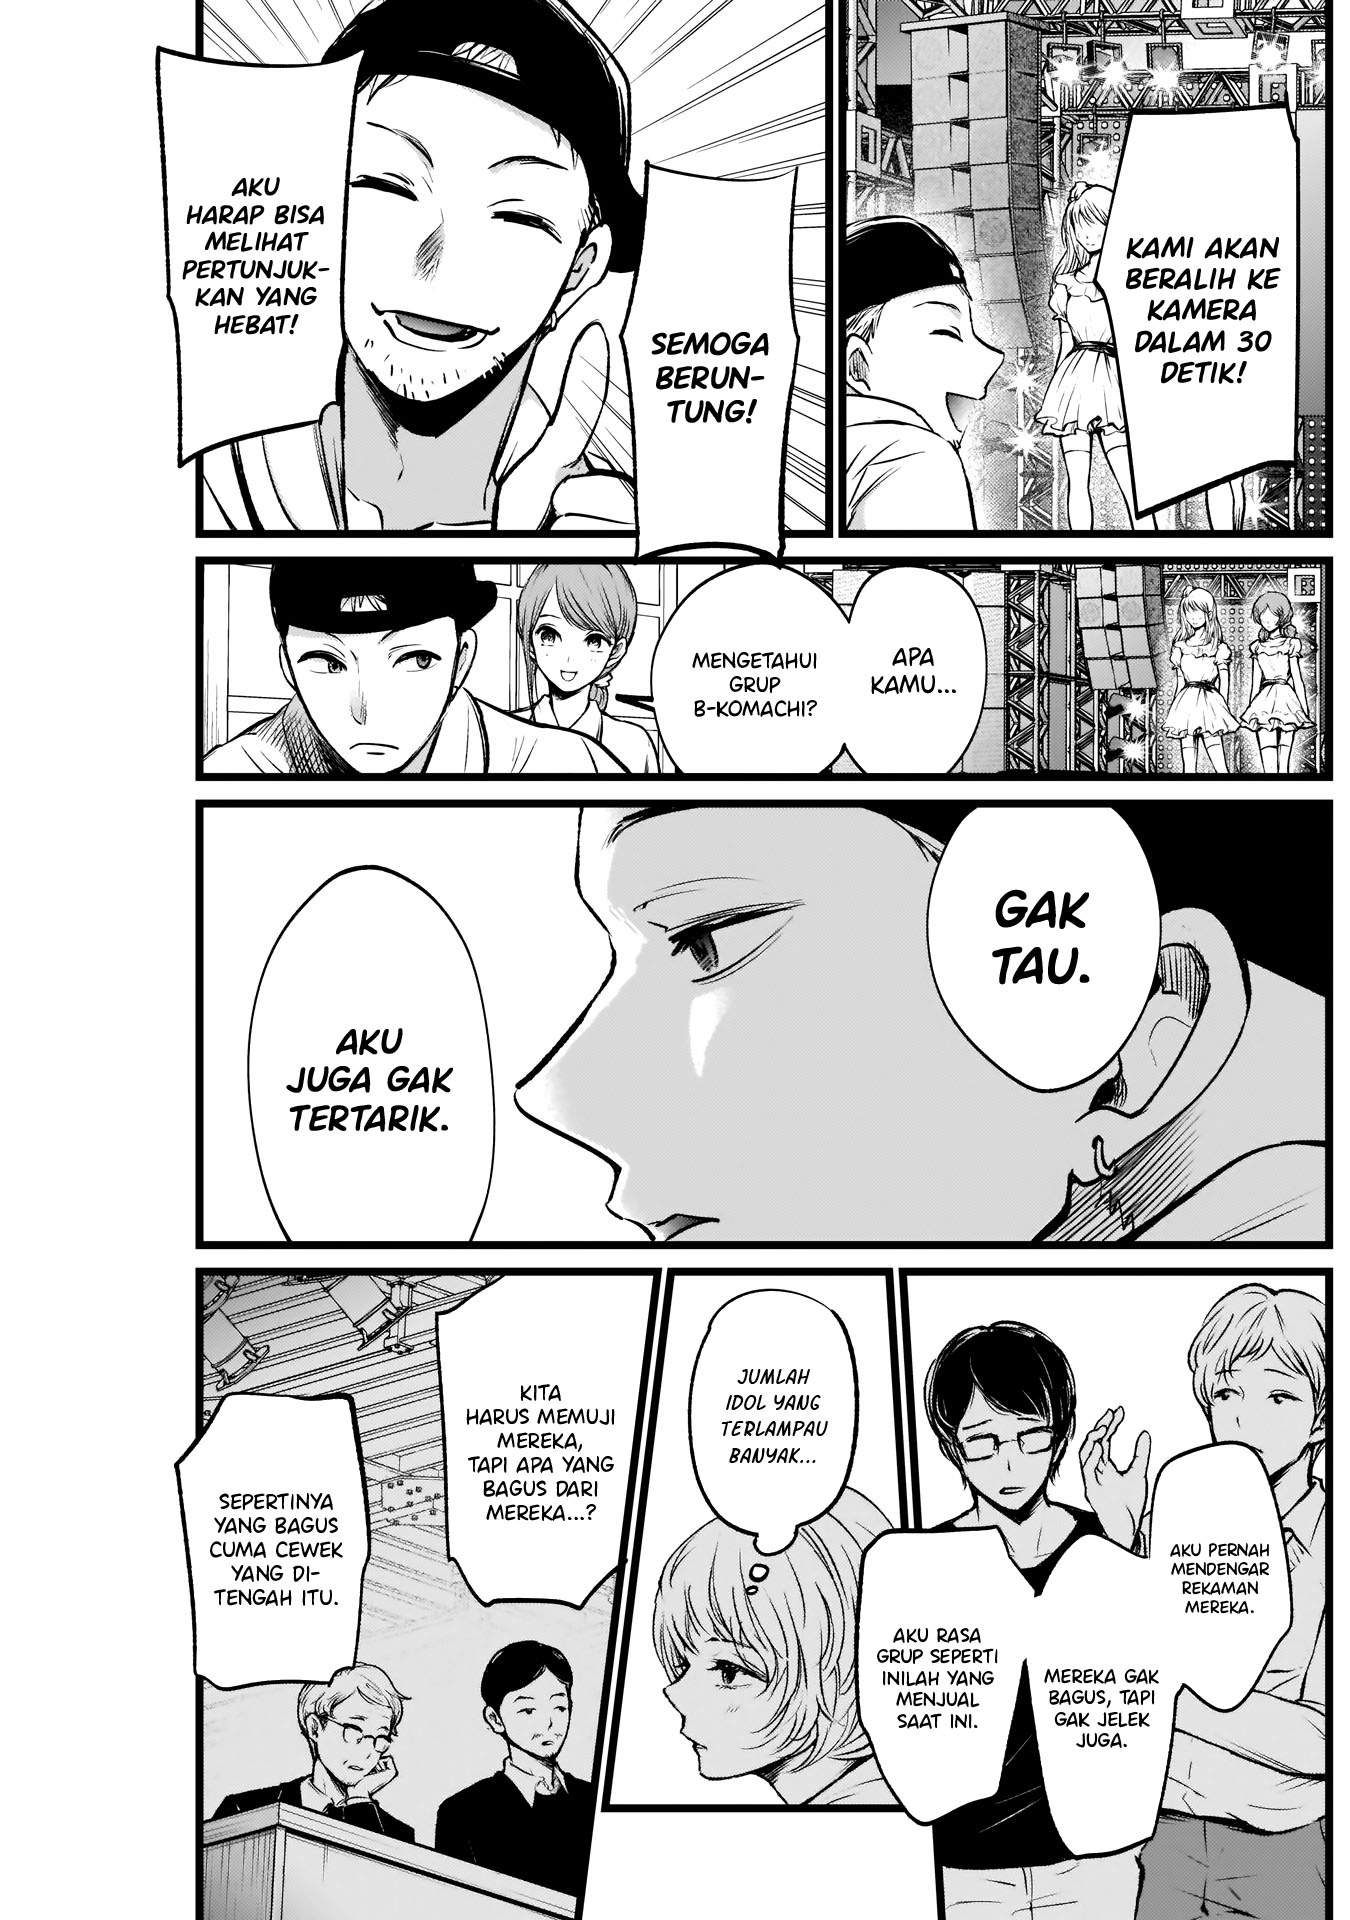 KAMI AKAN
BERALIH KE
KAMERA
DALAM 30
DETIK!
SEMOGA
BERUN-
TUNG!
AKU
HARAP BISA
MELIHAT
PERTUNJUK-
KAN YANG
HEBAT!
APA
KAMU...
MENGETAHUI
GRUP
B-KOMACHI?
GAK
TAU.
AKU
JUGA GAK
TERTARIK.
AKU PERNAH
MENDENGAR
REKAMAN
MEREKA.
MEREKA GAK
BAGUS, TAPI
GAK JELEK
JUGA.
AKU RASA
GRUP SEPERTI
INILAH YANG
MENJUAL
SAAT INI.
JUMLAH
IDOL YANG
TERLAMPAU
BANYAK...
KITA
HARUS MEMUJI
MEREKA,
TAPI APA YANG
BAGUS DARI
MEREKA...?
SEPERTINYA
YANG BAGUS
CUMA CEWEK
YANG DI-
TENGAH ITU.